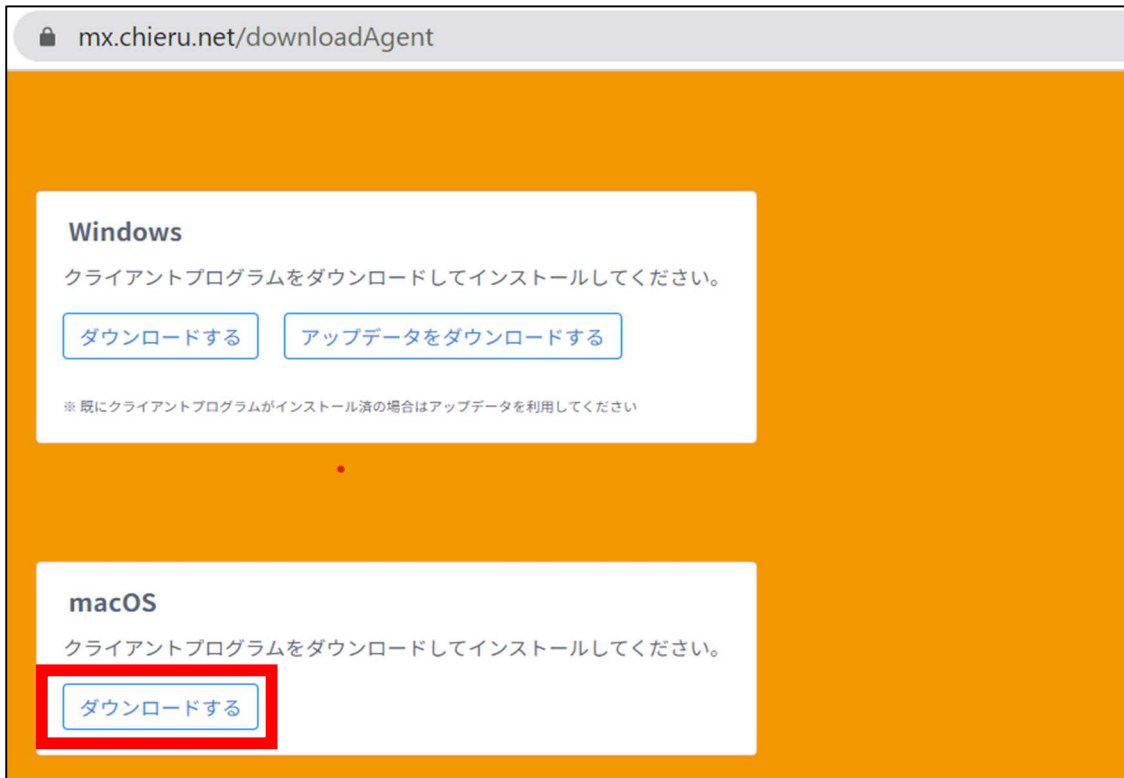 mx.chieru.net/downloadAgent
Windows
クライアントプログラムをダウンロードしてインストールしてください。
ダウンロードする
アップデータをダウンロードする
※ 既にクライアントプログラムがインストール済の場合はアップデータを利用してください
macOS
クライアントプログラムをダウンロードしてインストールしてください。
ダウンロードする